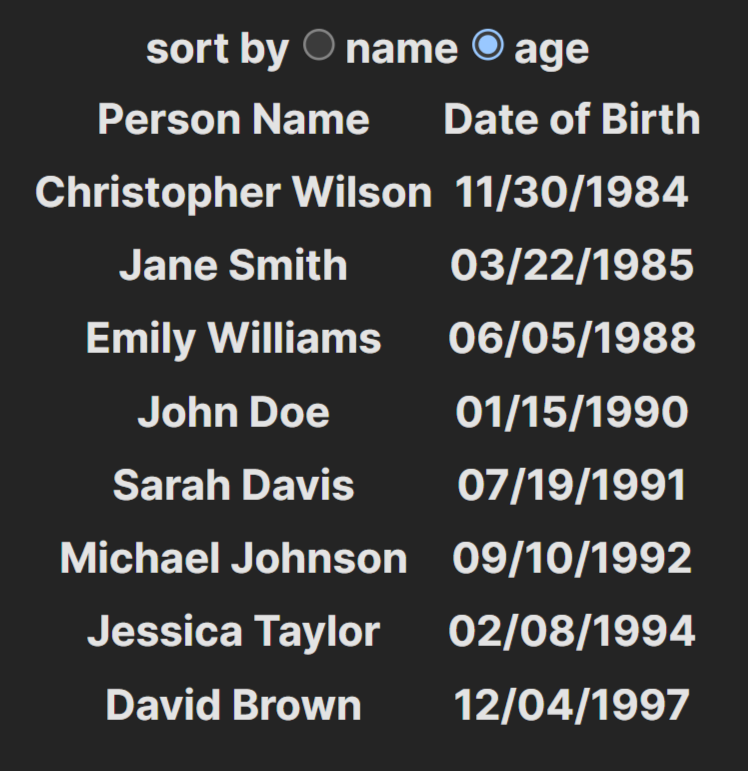 sort by name age
Person Name Date of Birth
Christopher Wilson 11/30/1984
Jane Smith 03/22/1985
Emily Williams 06/05/1988
John Doe 01/15/1990
Sarah Davis 07/19/1991
Michael Johnson 09/10/1992
Jessica Taylor 02/08/1994
David Brown 12/04/1997